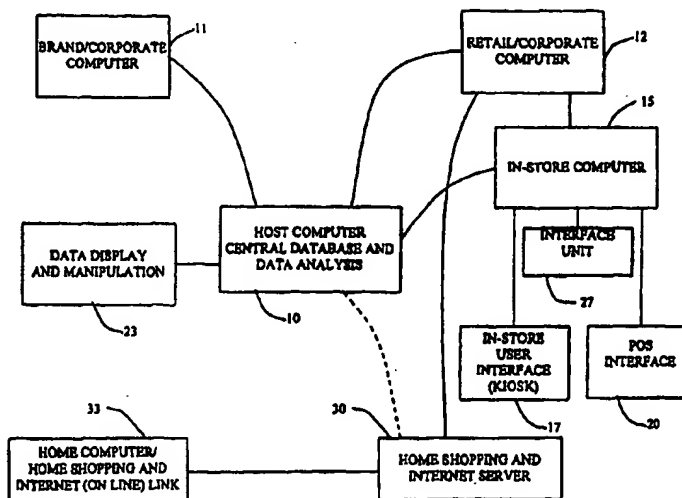 BRAND/CORPORATE
COMPUTER
11
RETAIL/CORPORATE
COMPUTER
12
15
IN-STORE COMPUTER
HOST COMPUTER
CENTRAL DATABASE AND
DATA ANALYSIS
10
DATA DISPLAY
AND MANIPULATION
23
INTERFACE
UNIT
27
IN-STORE
USER
INTERFACE
(KIOSK)
17
POS
INTERFACE
20
33
HOME COMPUTER/
HOME SHOPPING AND
INTERNET (ON LINE) LINK
30
HOME SHOPPING AND
INTERNET SERVER